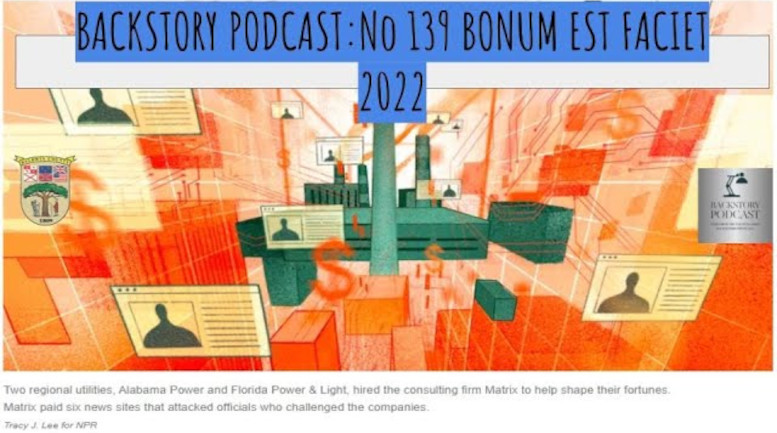 BACKSTORY PODCAST:No 139 BONUM EST FACIET
2022
BACKSTORY
PODCAST
Two regional utilities, Alabama Power and Florida Power & Light, hired the consulting firm Matrix to help shape their fortunes.
Matrix paid six news sites that attacked officials who challenged the companies.
Tracy J. Lee for NPR